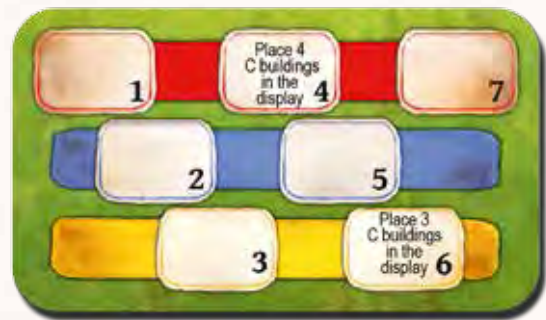 1
Place 4
C buildings
in the
display 4
7
2
5
3
Place 3
C buildings
in the
display 6